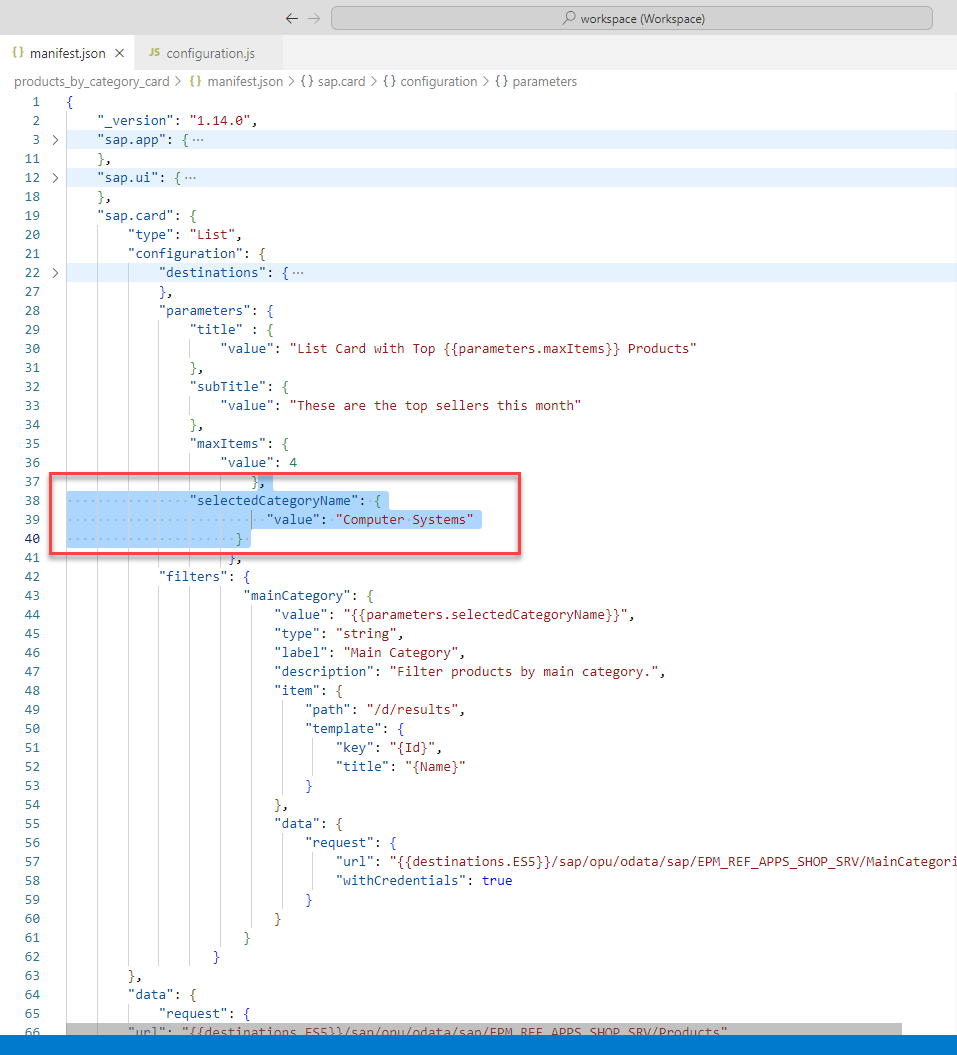 workspace (Workspace)
{} manifest.json × JS configuration.js
products_by_category_card > {} manifest.json > {} sap.card > {} configuration > {} parameters
1 {
2 "_version": "1.14.0",
3 > "sap.app": { ···
11 },
12 > "sap.ui": { ···
18 },
19 "sap.card": {
20 "type": "List",
21 "configuration": {
22 > "destinations": { ···
27 },
28 "parameters": {
29 "title" : {
30 "value": "List Card with Top {{parameters.maxItems}} Products"
31 },
32 "subTitle": {
33 "value": "These are the top sellers this month"
34 },
35 "maxItems": {
36 "value": 4
37 },
38 "selectedCategoryName": {
39 "value": "Computer Systems"
40 }
41 },
42 "filters": {
43 "mainCategory": {
44 "value": "{{parameters.selectedCategoryName}}",
45 "type": "string",
46 "label": "Main Category",
47 "description": "Filter products by main category.",
48 "item": {
49 "path": "/d/results",
50 "template": {
51 "key": "{Id}",
52 "title": "{Name}"
53 }
54 },
55 "data": {
56 "request": {
57 "url": "{{destinations.ES5}}/sap/opu/odata/sap/EPM_REF_APPS_SHOP_SRV/MainCategori
58 "withCredentials": true
59 }
60 }
61 }
62 }
63 },
64 "data": {
65 "request": {
66 "url": "{{destinations.ES5}}/sap/opu/odata/sap/EPM_REF_APPS_SHOP_SRV/Products"